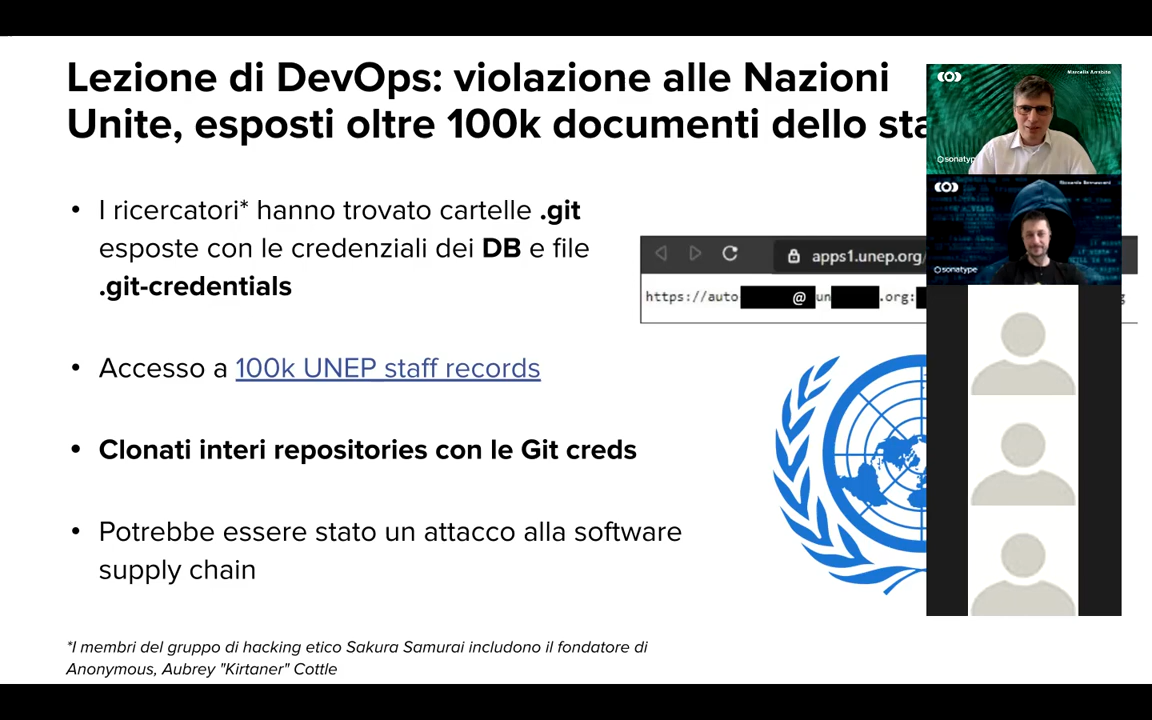 Lezione di DevOps: violazione alle Nazioni
Unite, esposti oltre 100k documenti dello sta
• I ricercatori* hanno trovato cartelle .git
esposte con le credenziali dei DB e file
.git-credentials
apps1.unep.org/
https://auto @ un .org: g
• Accesso a 100k UNEP staff records
• Clonati interi repositories con le Git creds
• Potrebbe essere stato un attacco alla software
supply chain
*I membri del gruppo di hacking etico Sakura Samurai includono il fondatore di
Anonymous, Aubrey "Kirtaner" Cottle
sonatype
sonatype